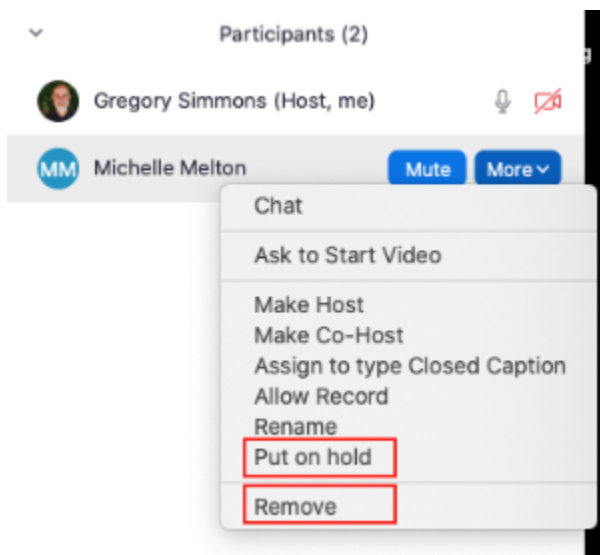 Participants (2)
Gregory Simmons (Host, me)
MM Michelle Melton Mute More
Chat
Ask to Start Video
Make Host
Make Co-Host
Assign to type Closed Caption
Allow Record
Rename
Put on hold
Remove